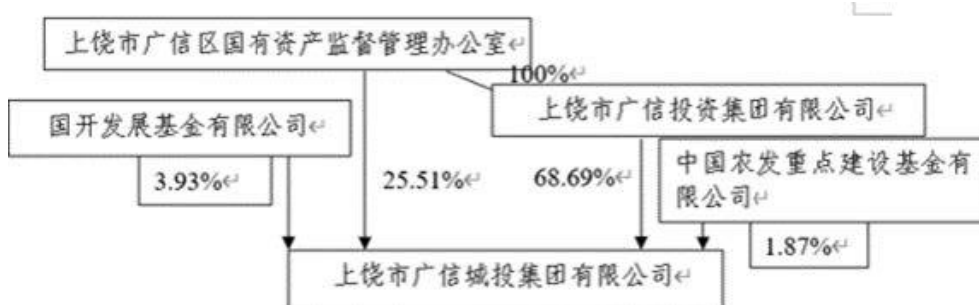 上饶市广信区国有资产监督管理办公室↵
100%↵
上饶市广信投资集团有限公司↵
国开发展基金有限公司↵
中国农发重点建设基金有
限公司↵
3.93%↵
25.51%↵
68.69%↵
1.87%↵
上饶市广信城投集团有限公司↵